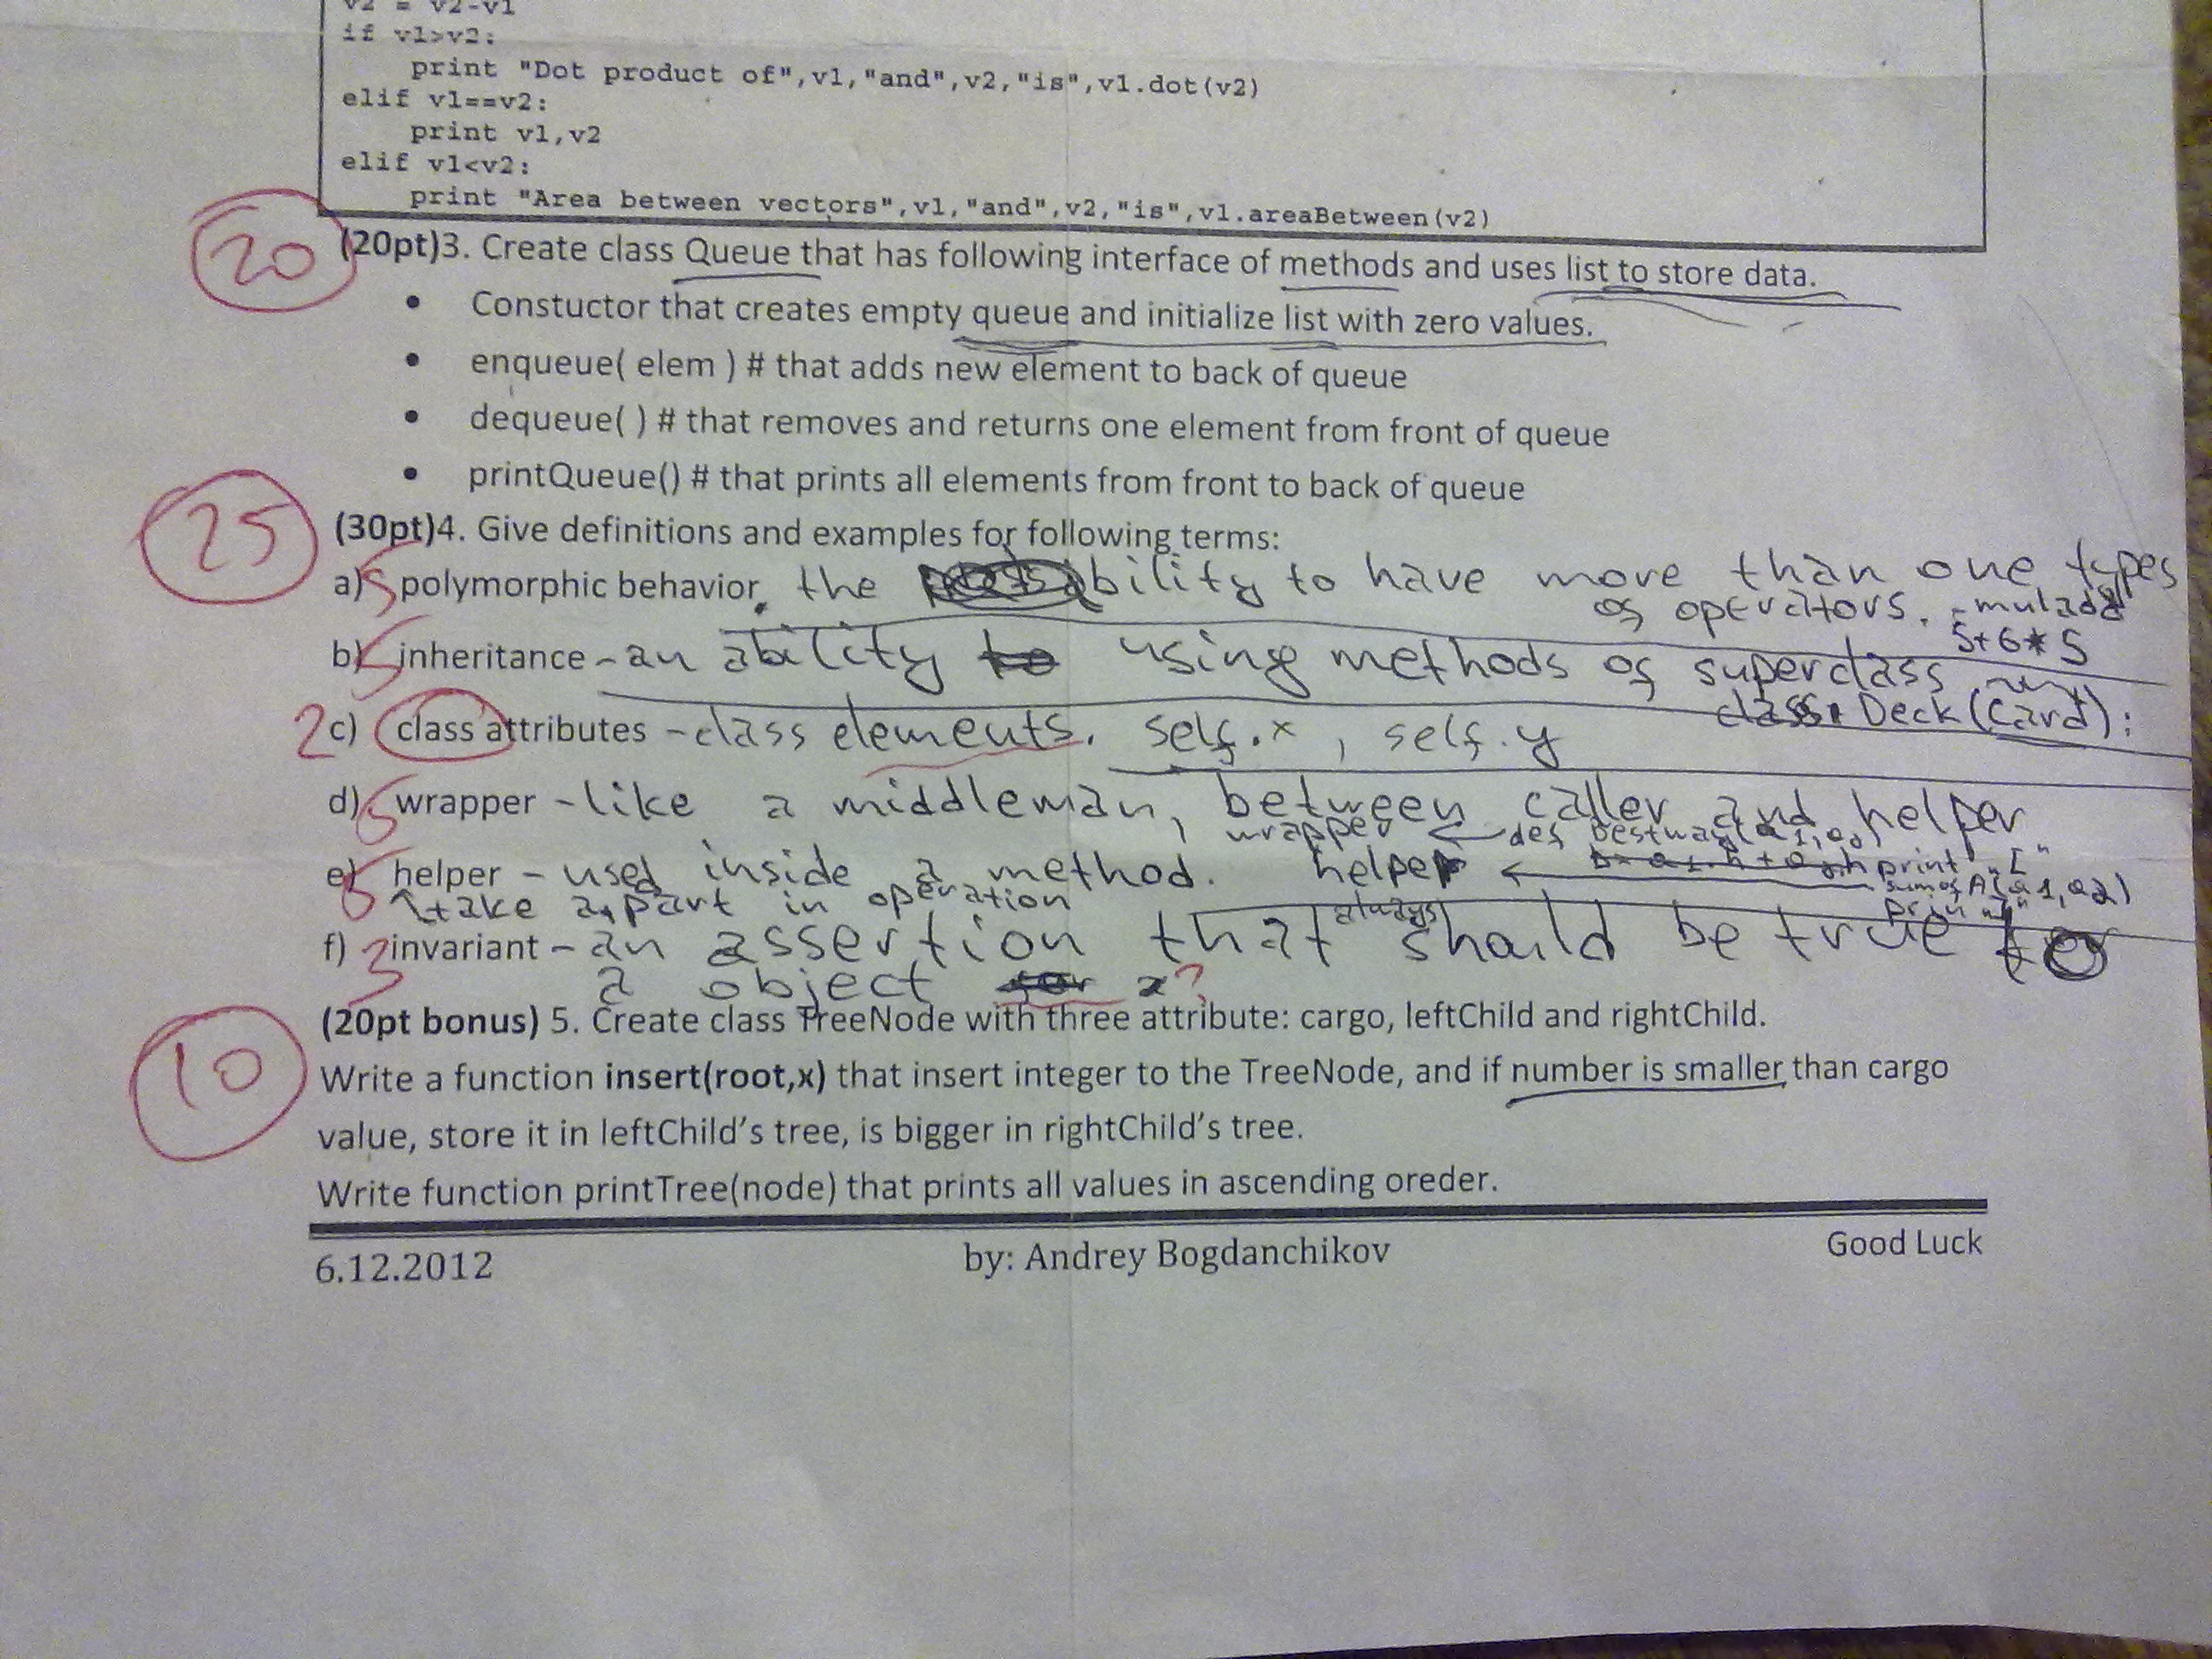 v2 = v2-v1
if v1>v2:
print "Dot product of",v1,"and",v2,"is",v1.dot(v2)
elif v1==v2:
print v1,v2
elif v1<v2:
print "Area between vectors",v1,"and",v2,"is",v1.areaBetween(v2)
20 (20pt)3. Create class Queue that has following interface of methods and uses list to store data.
• Constuctor that creates empty queue and initialize list with zero values.
• enqueue( elem ) # that adds new element to back of queue
• dequeue( ) # that removes and returns one element from front of queue
• printQueue() # that prints all elements from front to back of queue
25 (30pt)4. Give definitions and examples for following terms:
a) 5 polymorphic behavior. the ability to have more than one types
of operators. - muladd
5+6*5
b) 5 inheritance - an ability using methods of superclass
class Deck(Card):
2 c) class attributes - class elements. self.x, self.y
d) 5 wrapper - like a middleman, between caller and helper
wrapper ← def bestway(a1,a2)
e) 5 helper - used inside a method. helper ← print "["
sumof A(a1,a2)
take a part in operation
print "]"
f) 3 invariant - an assertion that always should be true to
a object x?
10 (20pt bonus) 5. Create class TreeNode with three attribute: cargo, leftChild and rightChild.
Write a function insert(root,x) that insert integer to the TreeNode, and if number is smaller than cargo
value, store it in leftChild's tree, is bigger in rightChild's tree.
Write function printTree(node) that prints all values in ascending oreder.
6.12.2012 by: Andrey Bogdanchikov Good Luck